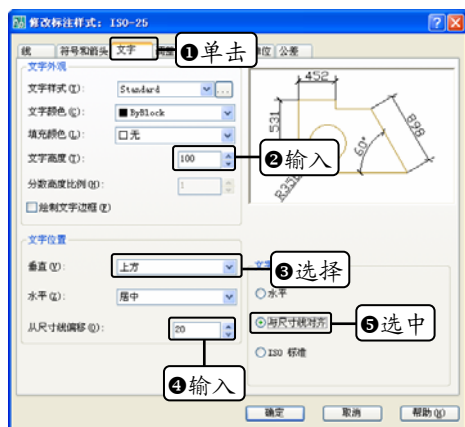 修改标注样式: ISO-25
线 符号和箭头 文字 单位 公差
❶单击
文字外观
文字样式(Y): Standard
文字颜色(C): ByBlock
填充颜色(L): 无
文字高度(T): 100
❷输入
分数高度比例(H): 1
绘制文字边框(F)
452
531
898
60°
文字位置
垂直(V): 上方
❸选择
水平(Z): 居中
水平
从尺寸线偏移(O): 20
与尺寸线对齐
❺选中
ISO 标准
❹输入
确定 取消 帮助(H)